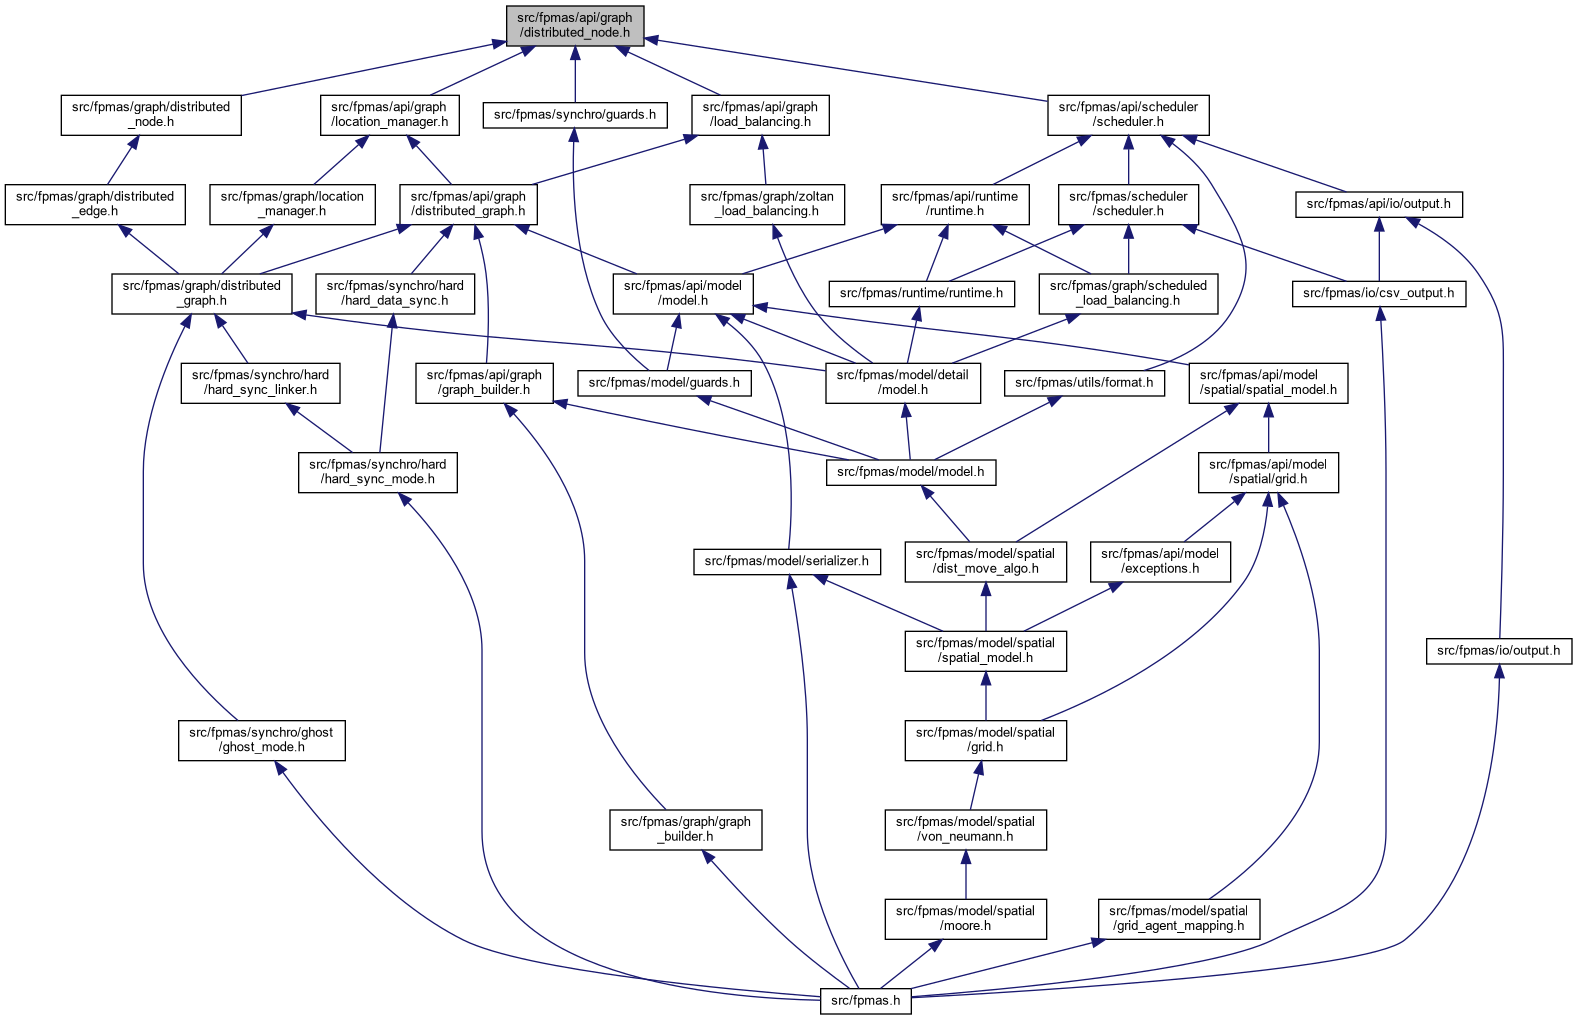 src/fpmas/api/graph
/distributed_node.h
src/fpmas/graph/distributed
_node.h
src/fpmas/api/graph
/location_manager.h
src/fpmas/synchro/guards.h
src/fpmas/api/graph
/load_balancing.h
src/fpmas/api/scheduler
/scheduler.h
src/fpmas/graph/distributed
_edge.h
src/fpmas/graph/location
_manager.h
src/fpmas/api/graph
/distributed_graph.h
src/fpmas/graph/zoltan
_load_balancing.h
src/fpmas/api/runtime
/runtime.h
src/fpmas/scheduler
/scheduler.h
src/fpmas/api/io/output.h
src/fpmas/graph/distributed
_graph.h
src/fpmas/synchro/hard
/hard_data_sync.h
src/fpmas/api/model
/model.h
src/fpmas/runtime/runtime.h
src/fpmas/graph/scheduled
_load_balancing.h
src/fpmas/io/csv_output.h
src/fpmas/synchro/hard
/hard_sync_linker.h
src/fpmas/api/graph
/graph_builder.h
src/fpmas/model/guards.h
src/fpmas/model/detail
/model.h
src/fpmas/utils/format.h
src/fpmas/api/model
/spatial/spatial_model.h
src/fpmas/synchro/hard
/hard_sync_mode.h
src/fpmas/model/model.h
src/fpmas/api/model
/spatial/grid.h
src/fpmas/model/serializer.h
src/fpmas/model/spatial
/dist_move_algo.h
src/fpmas/api/model
/exceptions.h
src/fpmas/model/spatial
/spatial_model.h
src/fpmas/io/output.h
src/fpmas/synchro/ghost
/ghost_mode.h
src/fpmas/model/spatial
/grid.h
src/fpmas/graph/graph
_builder.h
src/fpmas/model/spatial
/von_neumann.h
src/fpmas/model/spatial
/moore.h
src/fpmas/model/spatial
/grid_agent_mapping.h
src/fpmas.h